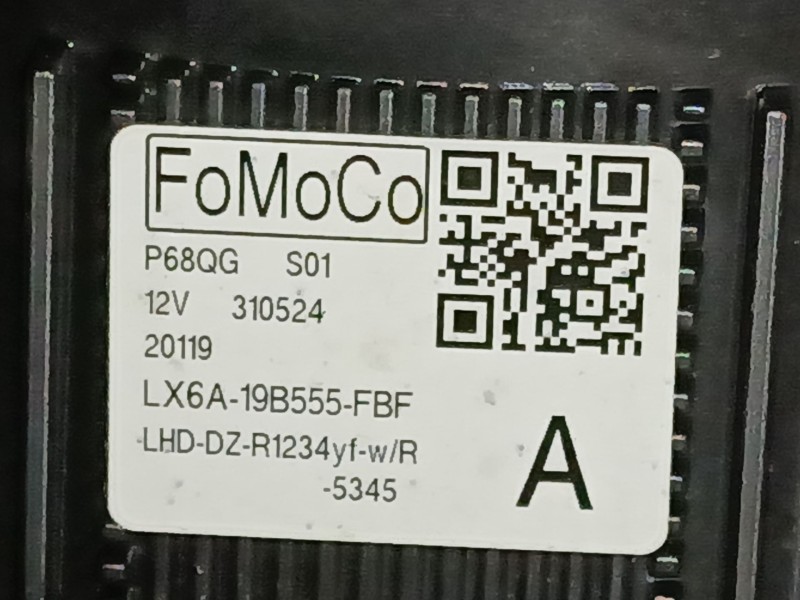 FoMoCo
P68QG S01
12V 310524
20119
LX6A-19B555-FBF
-LHD-DZ-R1234yf-w/R
-5345
A